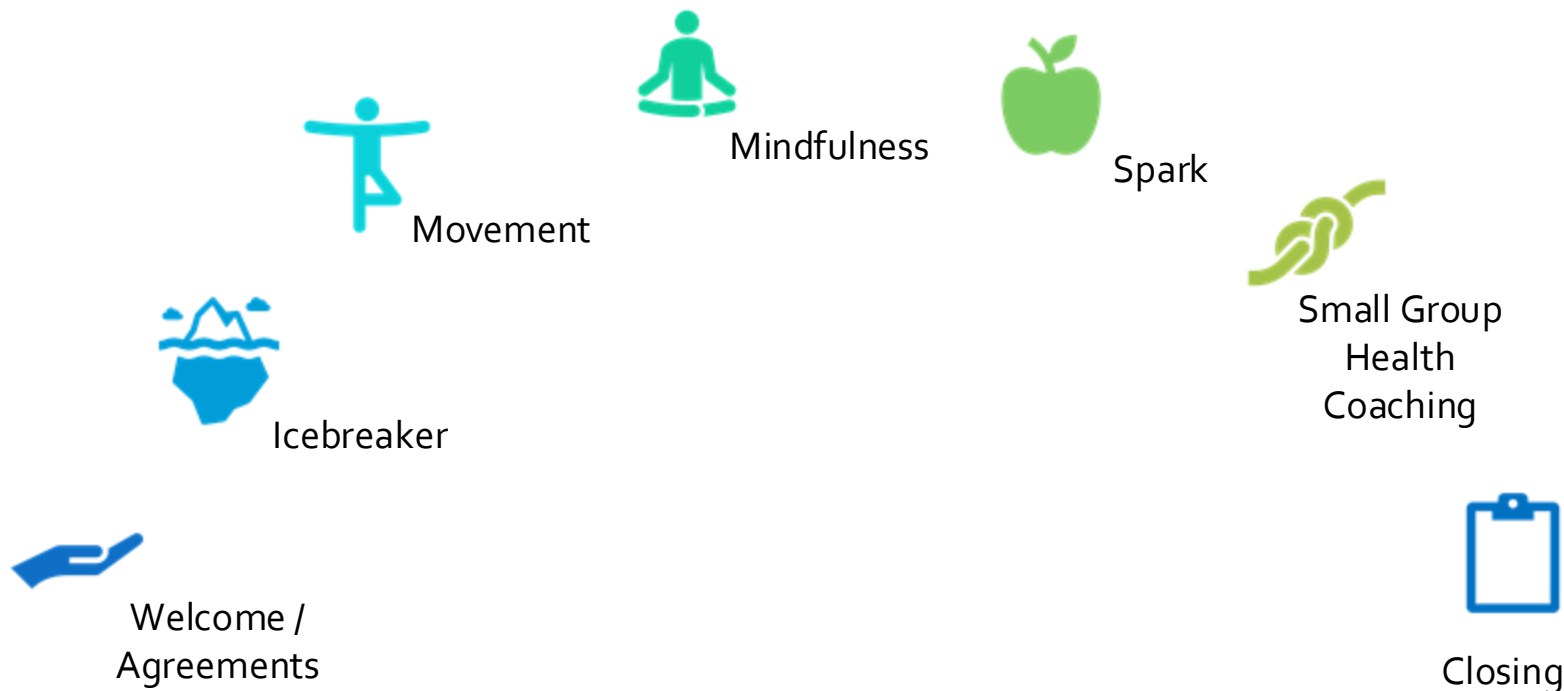 Mindfulness
Spark
Movement
Small Group
Health
Coaching
Icebreaker
Welcome /
Agreements
Closing